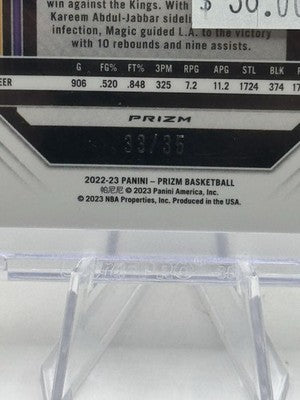 win against the Kings. With
Kareem Abdul-Jabbar sideli
infection, Magic guided L.A. to the victory
with 10 rebounds and nine assists.
G FG% FT% 3PM RPG APG STL BLK
EER 906 .520 .848 325 7.2 11.2 1724 374 17
PRIZM
33/35
2022-23 PANINI – PRIZM BASKETBALL
帕尼尼 © 2023 Panini America, Inc.
© 2023 NBA Properties, Inc. Produced in the USA.